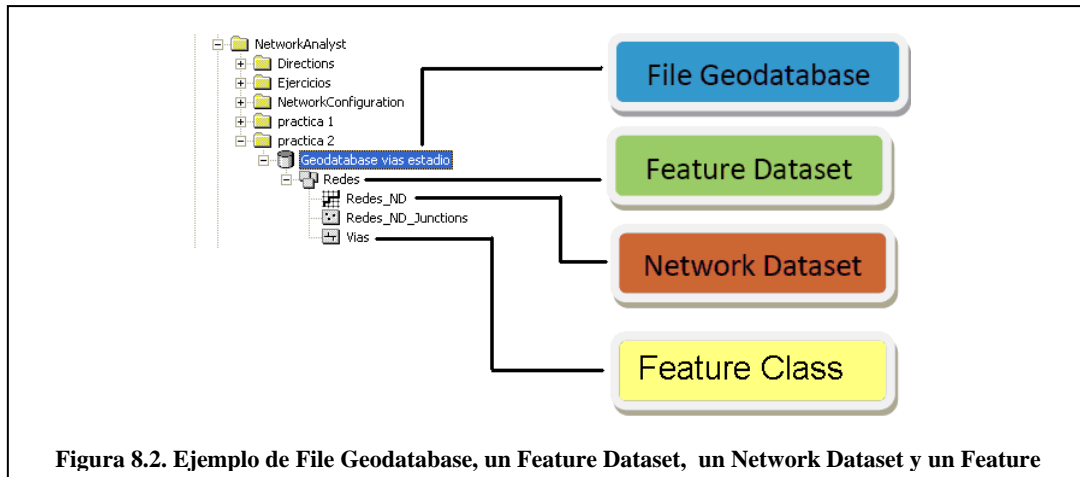 NetworkAnalyst
Directions
Ejercicios
NetworkConfiguration
practica 1
practica 2
Geodatabase vias estadio
Redes
Redes_ND
Redes_ND_Junctions
Vias
File Geodatabase
Feature Dataset
Network Dataset
Feature Class
Figura 8.2. Ejemplo de File Geodatabase, un Feature Dataset, un Network Dataset y un Feature